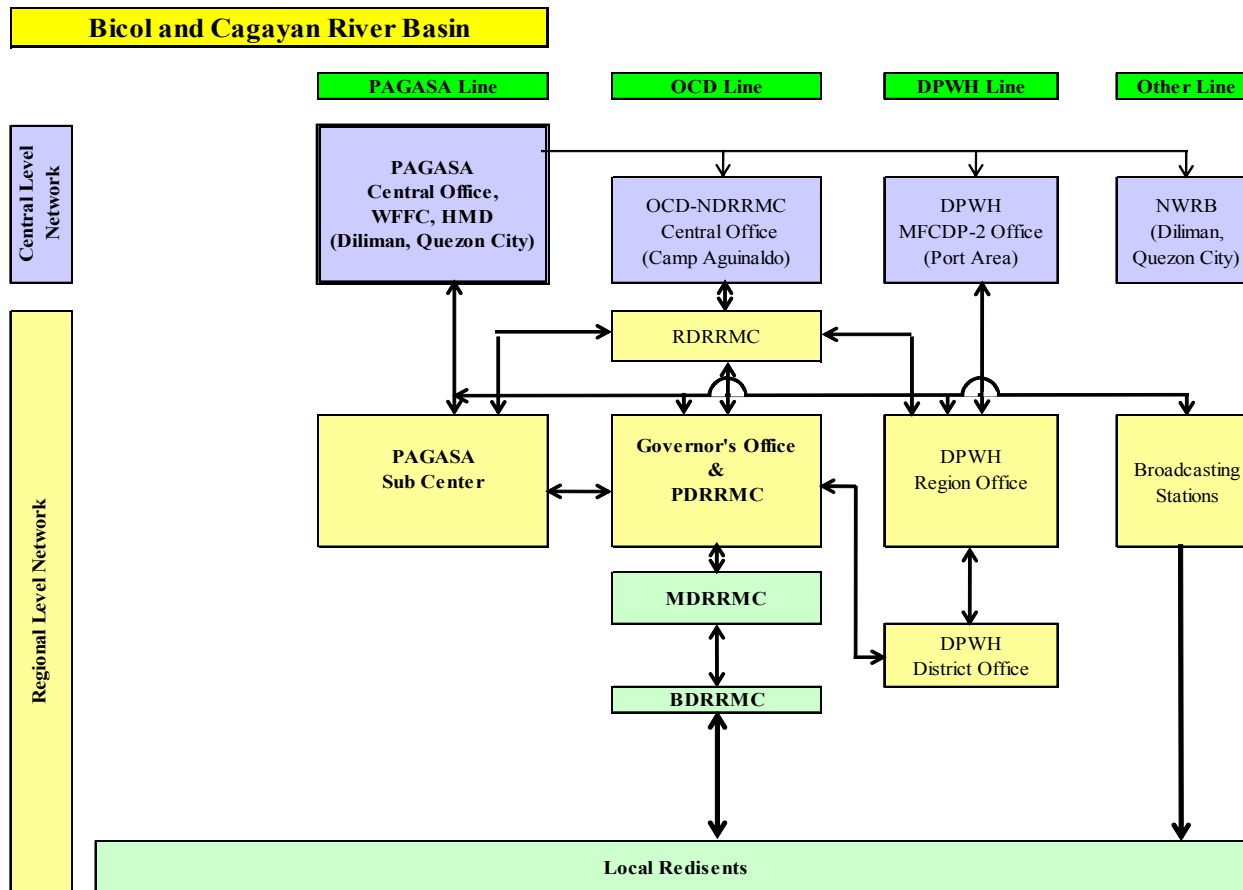 Bicol and Cagayan River Basin
PAGASA Line
OCD Line
DPWH Line
Other Line
Central Level
Network
PAGASA
Central Office,
WFFC, HMD
(Diliman, Quezon City)
OCD-NDRRMC
Central Office
(Camp Aguinaldo)
DPWH
MFCDP-2 Office
(Port Area)
NWRB
(Diliman,
Quezon City)
Regional Level Network
RDRRMC
PAGASA
Sub Center
Governor's Office
&
PDRRMC
DPWH
Region Office
Broadcasting
Stations
MDRRMC
DPWH
District Office
BDRRMC
Local Redisents